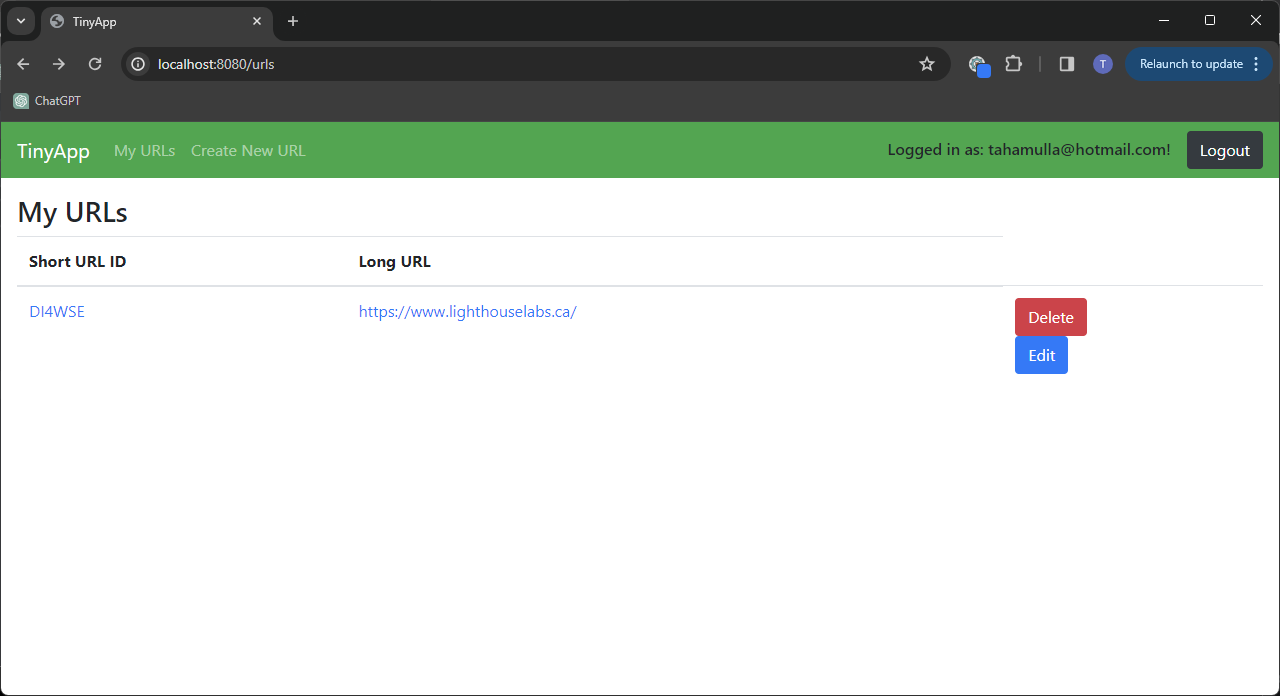 TinyApp
localhost:8080/urls
T
Relaunch to update
ChatGPT
TinyApp My URLs Create New URL Logged in as: tahamulla@hotmail.com! Logout
My URLs
Short URL ID Long URL
DI4WSE https://www.lighthouselabs.ca/ Delete
Edit